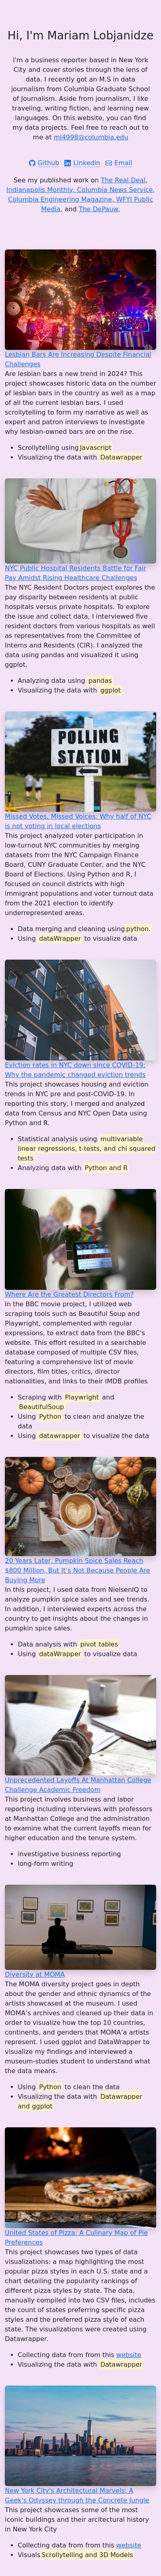 Hi, I'm Mariam Lobjanidze
I'm a business reporter based in New York
City and cover stories through the lens of
data. I recently got an M.S in data
journalism from Columbia Graduate School
of Journalism. Aside from journalism, I like
traveling, writing fiction, and learning new
languages. On this website, you can find
my data projects. Feel free to reach out to
me at ml4998@columbia.edu
Github Linkedin Email
See my published work on The Real Deal,
Indianapolis Monthly, Columbia News Service,
Columbia Engineering Magazine, WFYI Public
Media, and The DePauw.
Lesbian Bars Are Increasing Despite Financial
Challenges
Are lesbian bars a new trend in 2024? This
project showcases historic data on the number
of lesbian bars in the country as well as a map
of all the current lesbian bars. I used
scrollytelling to form my narrative as well as
expert and patron interviews to investigate
why lesbian-owned bars are on the rise.
Scrollytelling using Javascript
Visualizing the data with Datawrapper
NYC Public Hospital Residents Battle for Fair
Pay Amidst Rising Healthcare Challenges
The NYC Resident Doctors project explores the
pay disparity between residents at public
hospitals versus private hospitals. To explore
the issue and collect data, I interviewed five
resident doctors from various hospitals as well
as representatives from the Committee of
Interns and Residents (CIR). I analyzed the
data using pandas and visualized it using
ggplot.
Analyzing data using pandas
Visualizing the data with ggplot
POLLING
STATION
Missed Votes, Missed Voices: Why half of NYC
is not voting in local elections
This project analyzed voter participation in
low-turnout NYC communities by merging
datasets from the NYC Campaign Finance
Board, CUNY Graduate Center, and the NYC
Board of Elections. Using Python and R, I
focused on council districts with high
immigrant populations and voter turnout data
from the 2021 election to identify
underrepresented areas.
Data merging and cleaning using python.
Using dataWrapper to visualize data
Eviction rates in NYC down since COVID-19:
Why the pandemic changed eviction trends
This project showcases housing and eviction
trends in NYC pre and post-COVID-19. In
reporting this story, I merged and analyzed
data from Census and NYC Open Data using
Python and R.
Statistical analysis using multivariable
linear regressions, t-tests, and chi squared
tests
Analyzing data with Python and R
Where Are the Greatest Directors From?
In the BBC movie project, I utilized web
scraping tools such as Beautiful Soup and
Playwright, complemented with regular
expressions, to extract data from the BBC's
website. This effort resulted in a searchable
database composed of multiple CSV files,
featuring a comprehensive list of movie
directors, film titles, critics, director
nationalities, and links to their IMDB profiles
Scraping with Playwright and
BeautifulSoup
Using Python to clean and analyze the
data
Using datawrapper to visualize the data
20 Years Later, Pumpkin Spice Sales Reach
$800 Million, But It's Not Because People Are
Buying More
In this project, I used data from NielsenIQ to
analyze pumpkin spice sales and see trends.
In addition, I interviewed experts across the
country to get insights about the changes in
pumpkin spice sales.
Data analysis with pivot tables
Using dataWrapper to visualize data
Unprecedented Layoffs At Manhattan College
Challenge Academic Freedom
This project involves business and labor
reporting including interviews with professors
at Manhattan College and the administration
to examine what the current layoffs mean for
higher education and the tenure system.
investigative business reporting
long-form writing
Diversity at MOMA
The MOMA diversity project goes in depth
about the gender and ethnic dynamics of the
artists showcased at the museum. I used
MOMA's archives and cleaned up their data in
order to visualize how the top 10 countries,
continents, and genders that MOMA's artists
represent. I used ggplot and DataWrapper to
visualize my findings and interviewed a
museum-studies student to understand what
the data means.
Using Python to clean the data
Visualizing the data with Datawrapper
and ggplot
United States of Pizza: A Culinary Map of Pie
Preferences
This project showcases two types of data
visualizations: a map highlighting the most
popular pizza styles in each U.S. state and a
chart detailing the popularity rankings of
different pizza styles by state. The data,
manually compiled into two CSV files, includes
the count of states preferring specific pizza
styles and the preferred pizza style of each
state. The visualizations were created using
Datawrapper.
Collecting data from from this website
Visualizing the data with Datawrapper
New York City's Architectural Marvels: A
Geek's Odyssey through the Concrete Jungle
This project showcases some of the most
iconic buildings and their architectural history
in New York City
Collecting data from from this website
Visuals Scrollytelling and 3D Models